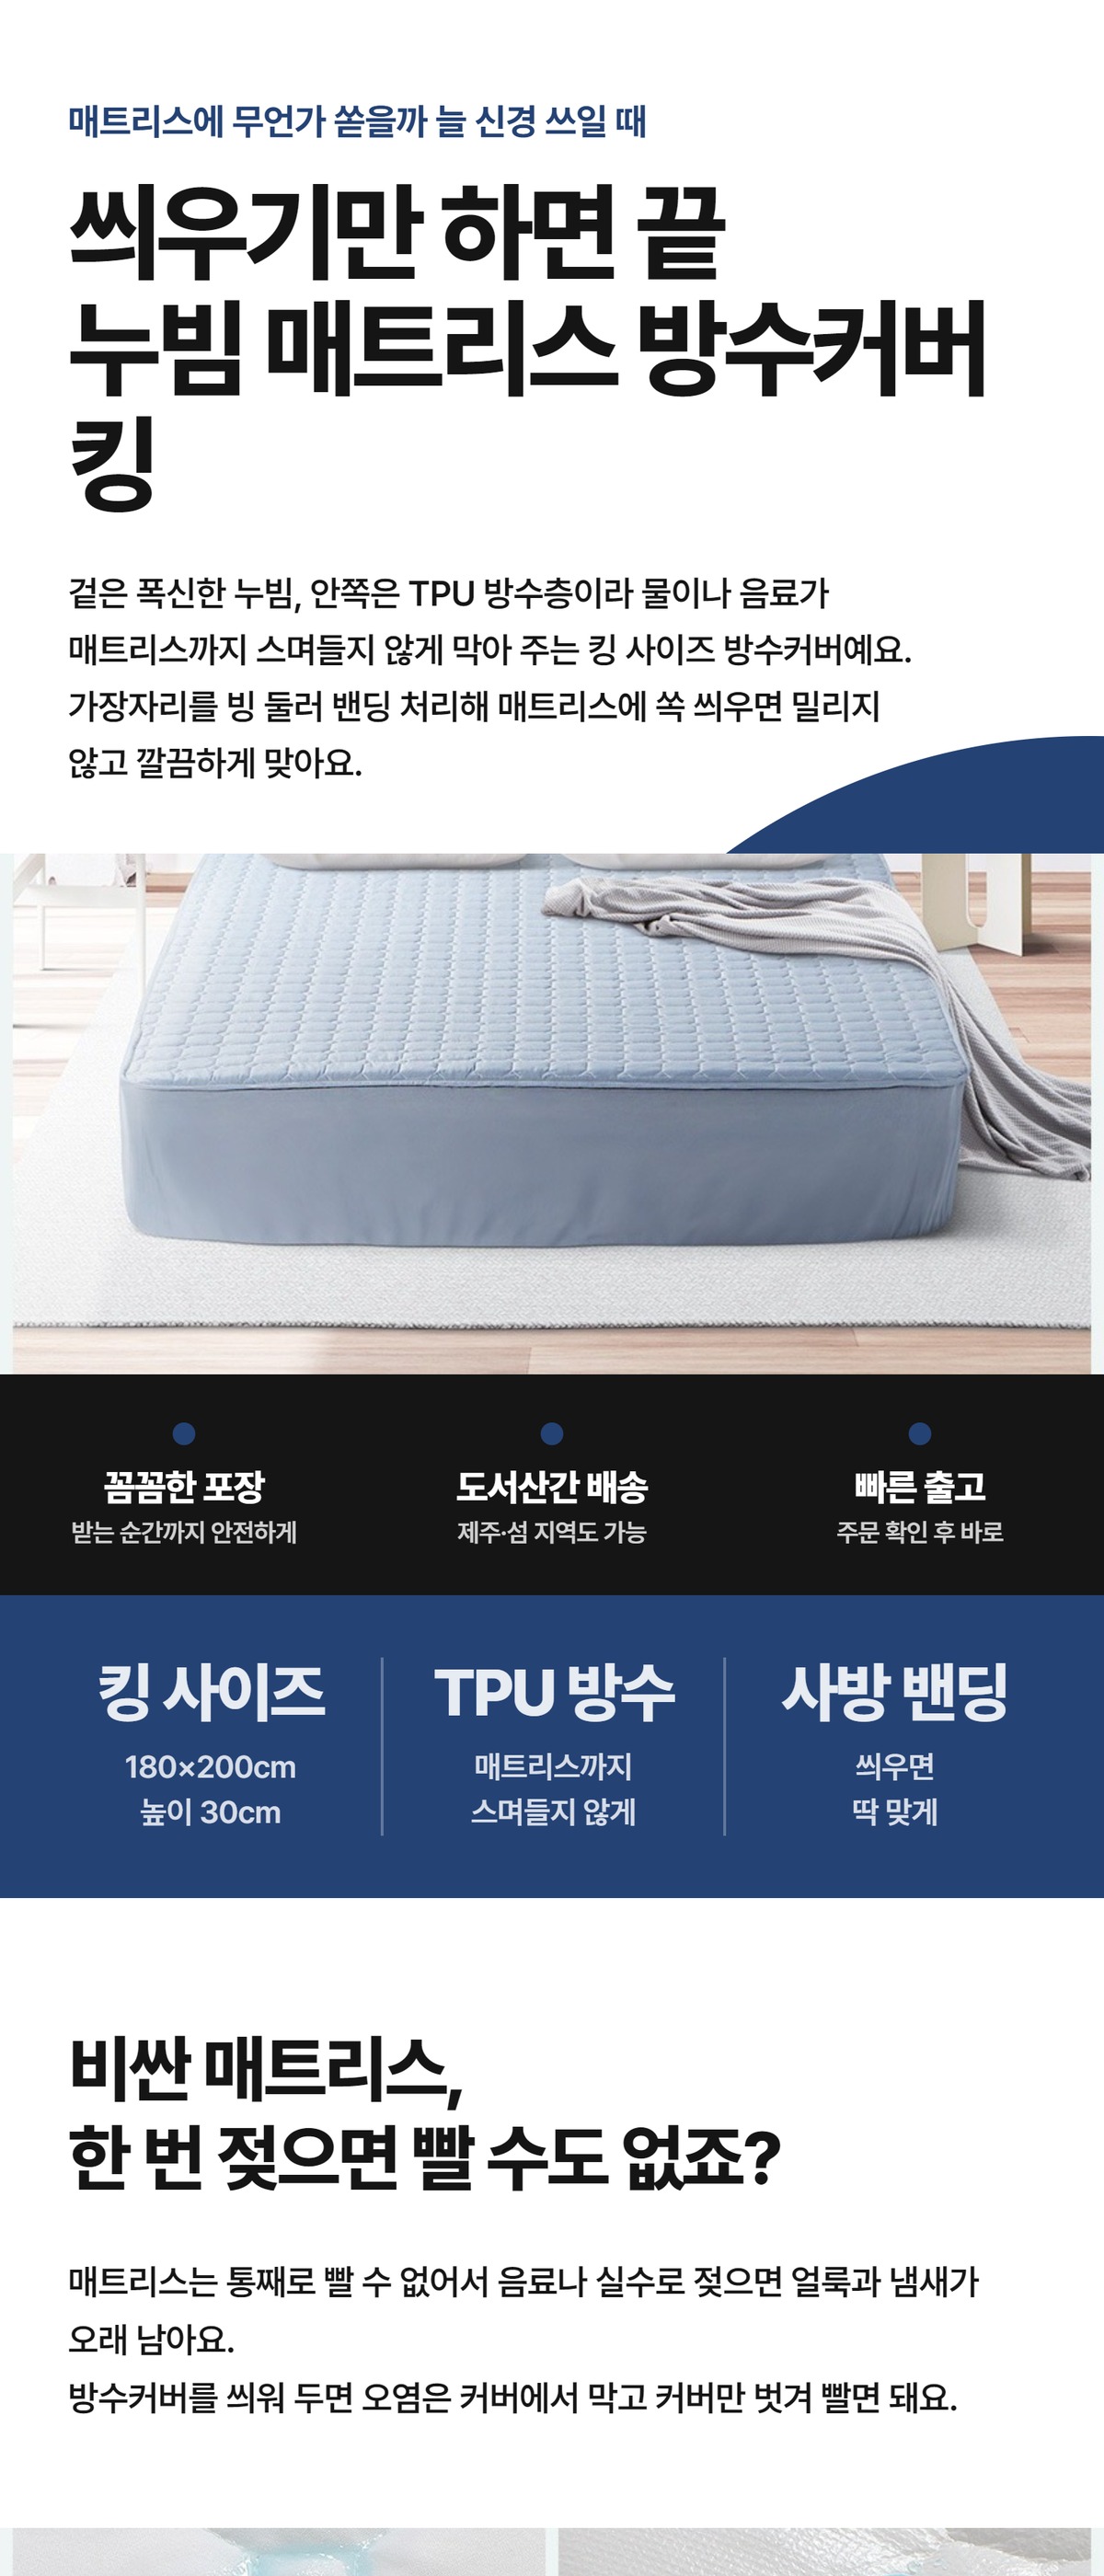 매트리스에 무언가 쏟을까 늘 신경 쓰일 때
씌우기만 하면 끝
누빔 매트리스 방수커버
킹
겉은 폭신한 누빔, 안쪽은 TPU 방수층이라 물이나 음료가
매트리스까지 스며들지 않게 막아 주는 킹 사이즈 방수커버예요.
가장자리를 빙 둘러 밴딩 처리해 매트리스에 쏙 씌우면 밀리지
않고 깔끔하게 맞아요.
꼼꼼한 포장
받는 순간까지 안전하게
도서산간 배송
제주·섬 지역도 가능
빠른 출고
주문 확인 후 바로
킹 사이즈
180×200cm
높이 30cm
TPU 방수
매트리스까지
스며들지 않게
사방 밴딩
씌우면
딱 맞게
비싼 매트리스,
한 번 젖으면 빨 수도 없죠?
매트리스는 통째로 빨 수 없어서 음료나 실수로 젖으면 얼룩과 냄새가
오래 남아요.
방수커버를 씌워 두면 오염은 커버에서 막고 커버만 벗겨 빨면 돼요.